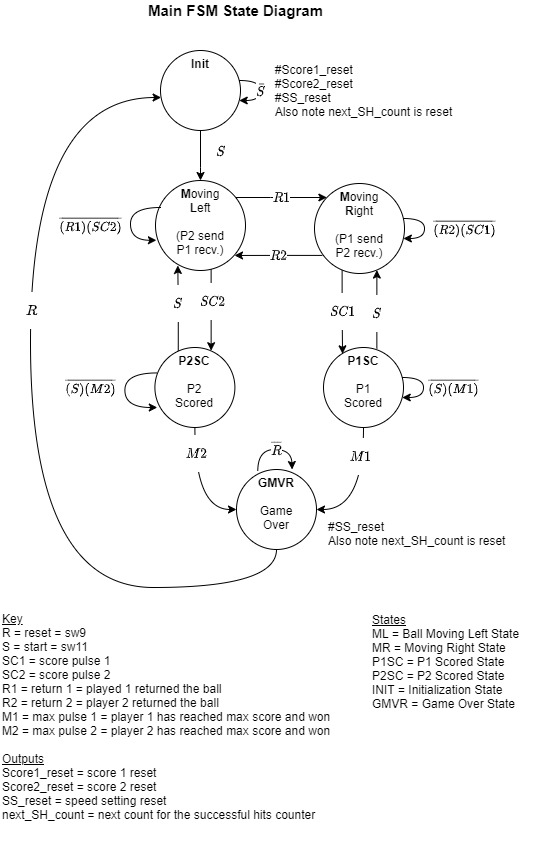 Main FSM State Diagram
Init
S̅
#Score1_reset
#Score2_reset
#SS_reset
Also note next_SH_count is reset
S
Moving
Left
(P2 send
P1 recv.)
R1
R2
Moving
Right
(P1 send
P2 recv.)
\overline{(R1)(SC2)}
\overline{(R2)(SC1)}
R
S
SC2
SC1
S
P2SC
P2
Scored
P1SC
P1
Scored
\overline{(S)(M2)}
\overline{(S)(M1)}
M2
R̅
M1
GMVR
Game
Over
#SS_reset
Also note next_SH_count is reset
Key
R = reset = sw9
S = start = sw11
SC1 = score pulse 1
SC2 = score pulse 2
R1 = return 1 = played 1 returned the ball
R2 = return 2 = player 2 returned the ball
M1 = max pulse 1 = player 1 has reached max score and won
M2 = max pulse 2 = player 2 has reached max score and won
States
ML = Ball Moving Left State
MR = Moving Right State
P1SC = P1 Scored State
P2SC = P2 Scored State
INIT = Initialization State
GMVR = Game Over State
Outputs
Score1_reset = score 1 reset
Score2_reset = score 2 reset
SS_reset = speed setting reset
next_SH_count = next count for the successful hits counter